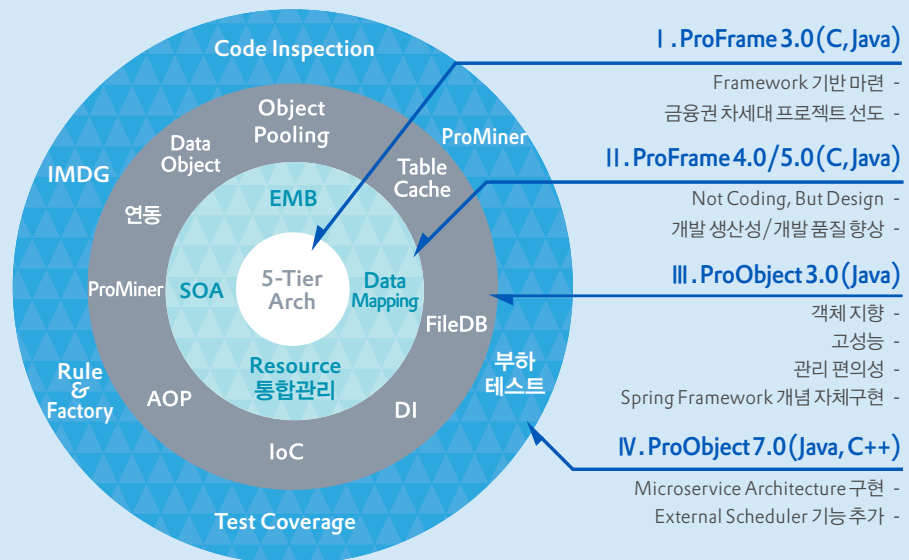 Code Inspection
ProMiner
IMDG
Rule
&
Factory
부하
테스트
Test Coverage
Object
Pooling
Data
Object
Table
Cache
연동
ProMiner
FileDB
AOP
DI
IoC
EMB
SOA
Data
Mapping
Resource
통합관리
5-Tier
Arch
Ⅰ. ProFrame 3.0 (C, Java)
Framework 기반 마련 -
금융권 차세대 프로젝트 선도 -
Ⅱ. ProFrame 4.0/5.0 (C, Java)
Not Coding, But Design -
개발 생산성/개발 품질 향상 -
Ⅲ. ProObject 3.0 (Java)
객체 지향 -
고성능 -
관리 편의성 -
Spring Framework 개념 자체구현 -
Ⅳ. ProObject 7.0 (Java, C++)
Microservice Architecture 구현 -
External Scheduler 기능 추가 -